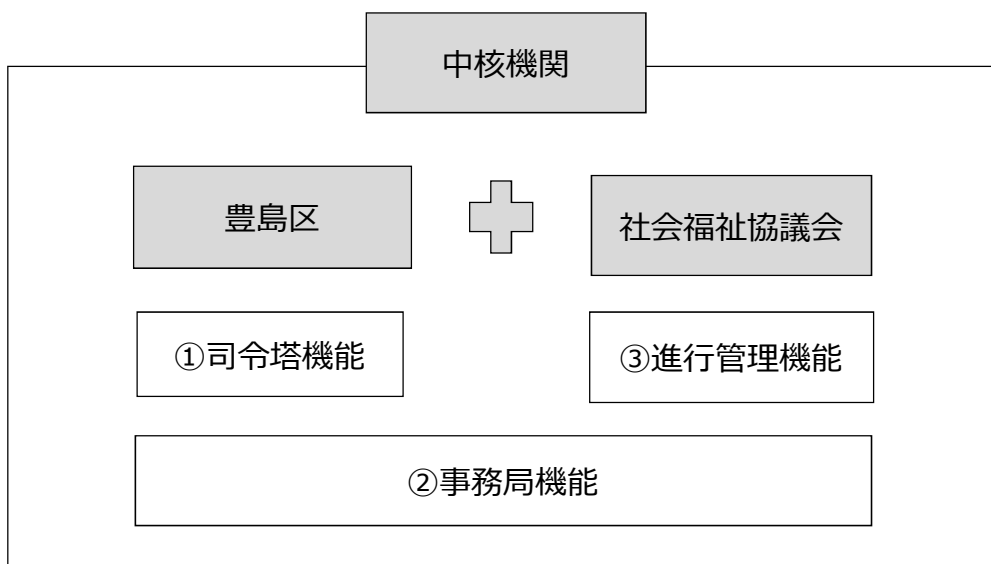 中核機関
豊島区
社会福祉協議会
①司令塔機能
③進行管理機能
②事務局機能